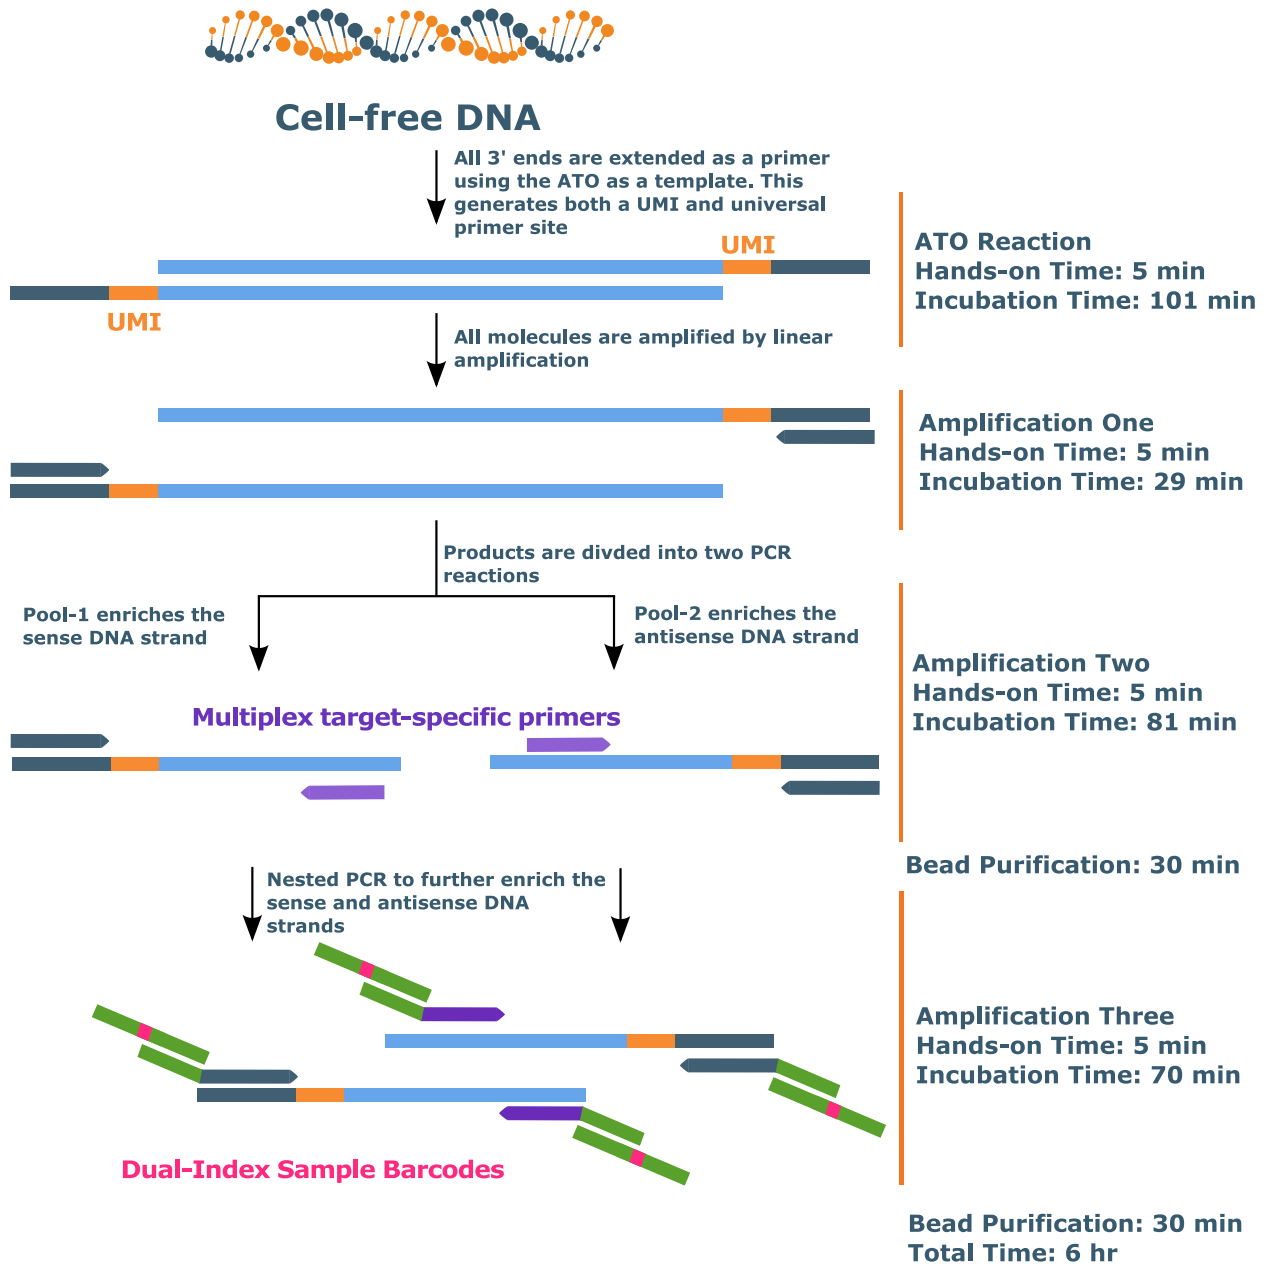 Cell-free DNA
All 3' ends are extended as a primer
using the ATO as a template. This
generates both a UMI and universal
primer site
UMI
UMI
ATO Reaction
Hands-on Time: 5 min
Incubation Time: 101 min
All molecules are amplified by linear
amplification
Amplification One
Hands-on Time: 5 min
Incubation Time: 29 min
Products are divded into two PCR
reactions
Pool-1 enriches the
sense DNA strand
Pool-2 enriches the
antisense DNA strand
Multiplex target-specific primers
Amplification Two
Hands-on Time: 5 min
Incubation Time: 81 min
Bead Purification: 30 min
Nested PCR to further enrich the
sense and antisense DNA
strands
Amplification Three
Hands-on Time: 5 min
Incubation Time: 70 min
Dual-Index Sample Barcodes
Bead Purification: 30 min
Total Time: 6 hr